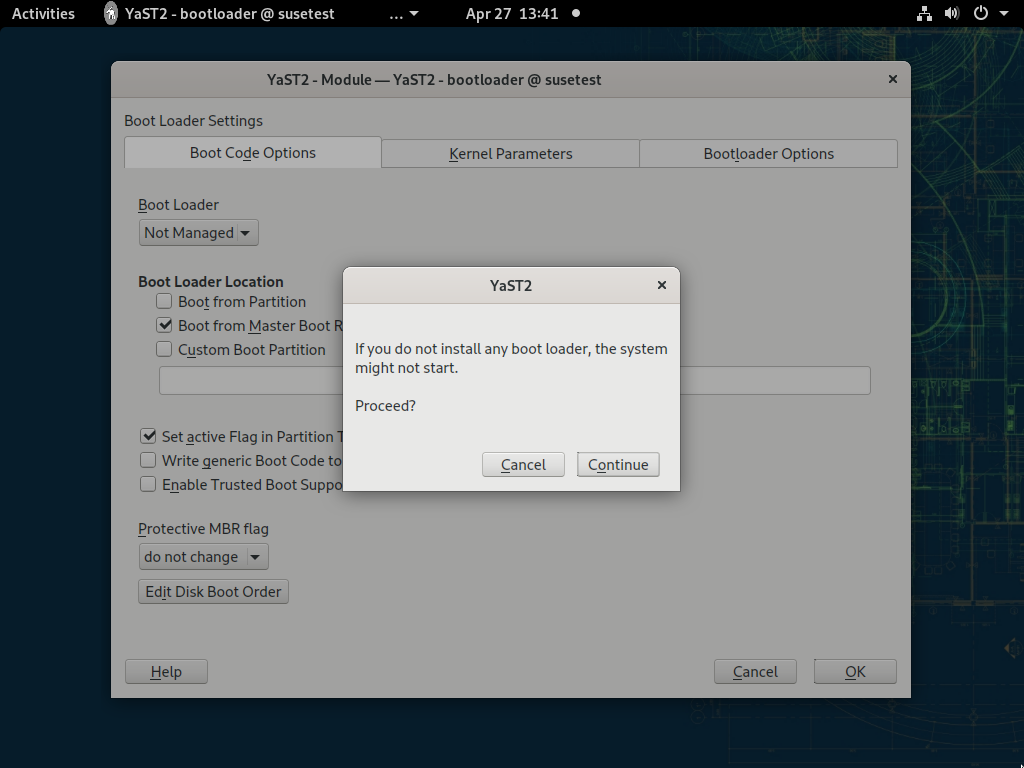 Activities YaST2 - bootloader @ susetest ... Apr 27 13:41
YaST2 - Module — YaST2 - bootloader @ susetest
Boot Loader Settings
Boot Code Options Kernel Parameters Bootloader Options
Boot Loader
Not Managed
Boot Loader Location
Boot from Partition
Boot from Master Boot R
Custom Boot Partition
Set active Flag in Partition T
Write generic Boot Code to
Enable Trusted Boot Suppo
Protective MBR flag
do not change
Edit Disk Boot Order
Help Cancel OK
YaST2
If you do not install any boot loader, the system
might not start.
Proceed?
Cancel Continue